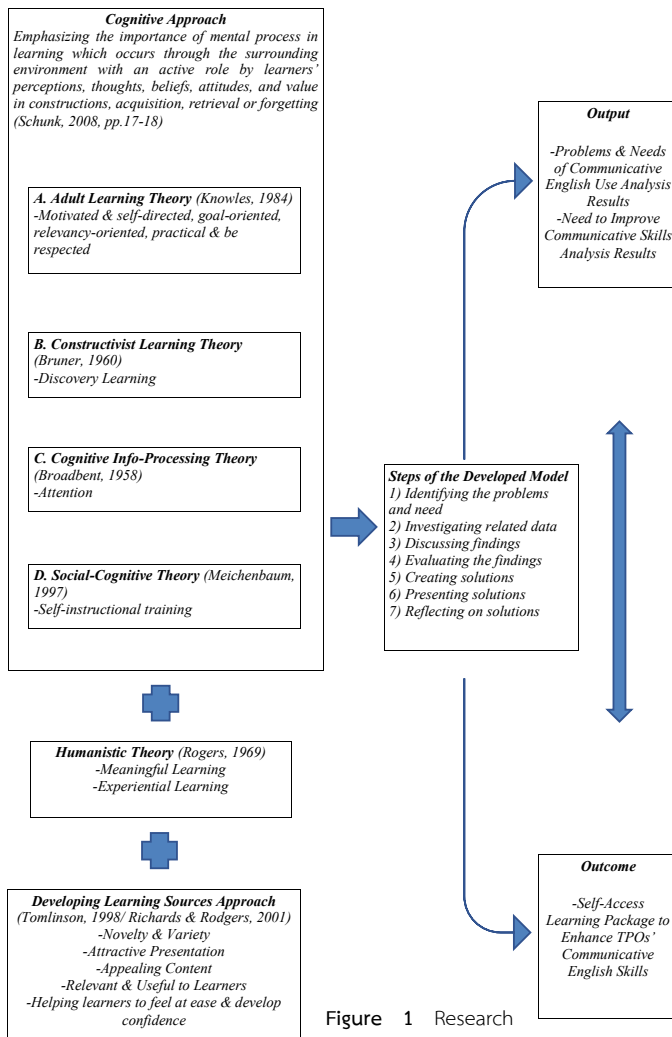 Cognitive Approach
Emphasizing the importance of mental process in
learning which occurs through the surrounding
environment with an active role by learners'
perceptions, thoughts, beliefs, attitudes, and value
in constructions, acquisition, retrieval or forgetting
(Schunk, 2008, pp.17-18)
A. Adult Learning Theory (Knowles, 1984)
-Motivated & self-directed, goal-oriented,
relevancy-oriented, practical & be
respected
B. Constructivist Learning Theory
(Bruner, 1960)
-Discovery Learning
C. Cognitive Info-Processing Theory
(Broadbent, 1958)
-Attention
D. Social-Cognitive Theory (Meichenbaum,
1997)
-Self-instructional training
Humanistic Theory (Rogers, 1969)
-Meaningful Learning
-Experiential Learning
Developing Learning Sources Approach
(Tomlinson, 1998/ Richards & Rodgers, 2001)
-Novelty & Variety
-Attractive Presentation
-Appealing Content
-Relevant & Useful to Learners
-Helping learners to feel at ease & develop
confidence
Steps of the Developed Model
1) Identifying the problems
and need
2) Investigating related data
3) Discussing findings
4) Evaluating the findings
5) Creating solutions
6) Presenting solutions
7) Reflecting on solutions
Output
-Problems & Needs
of Communicative
English Use Analysis
Results
-Need to Improve
Communicative Skills
Analysis Results
Outcome
-Self-Access
Learning Package to
Enhance TPOs'
Communicative
English Skills
Figure 1 Research